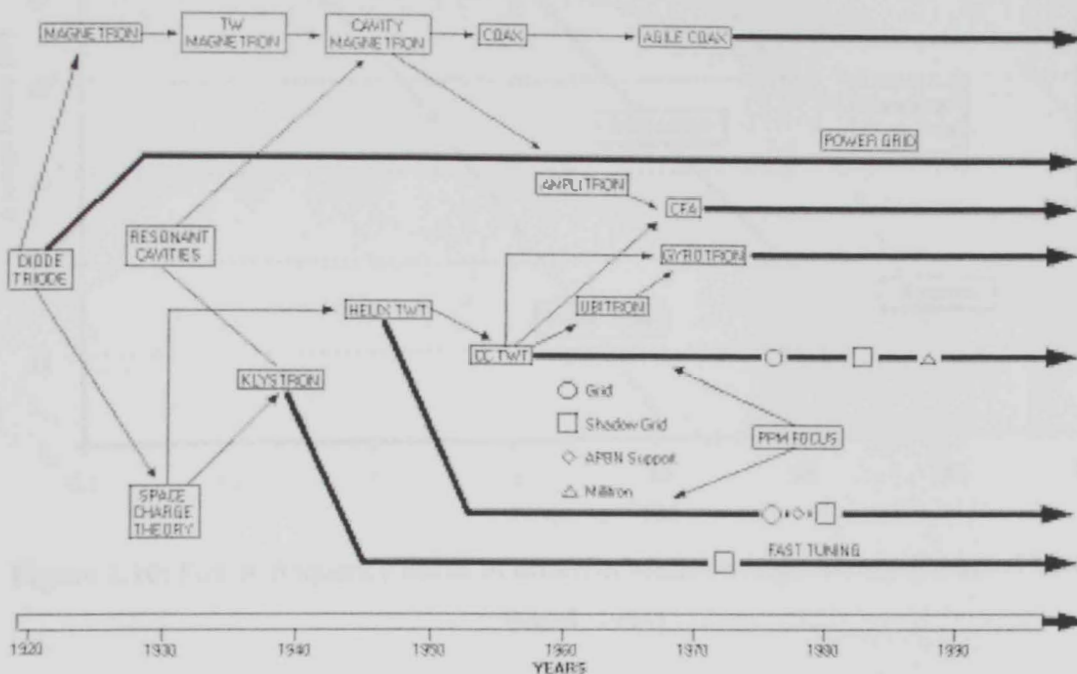 MAGNETRON
TW
MAGNETRON
CAVITY
MAGNETRON
COAX
AGILE COAX
POWER GRID
AMPLITRON
CFA
RESONANT
CAVITIES
DIODE
TRIODE
GYROTRON
HELIX TWT
UBITRON
CC TWT
KLYSTRON
Grid
Shadow Grid
PPM FOCUS
APBN Support
Millitron
SPACE
CHARGE
THEORY
FAST TUNING
1920 1930 1940 1950 1960 1970 1980 1990
YEARS